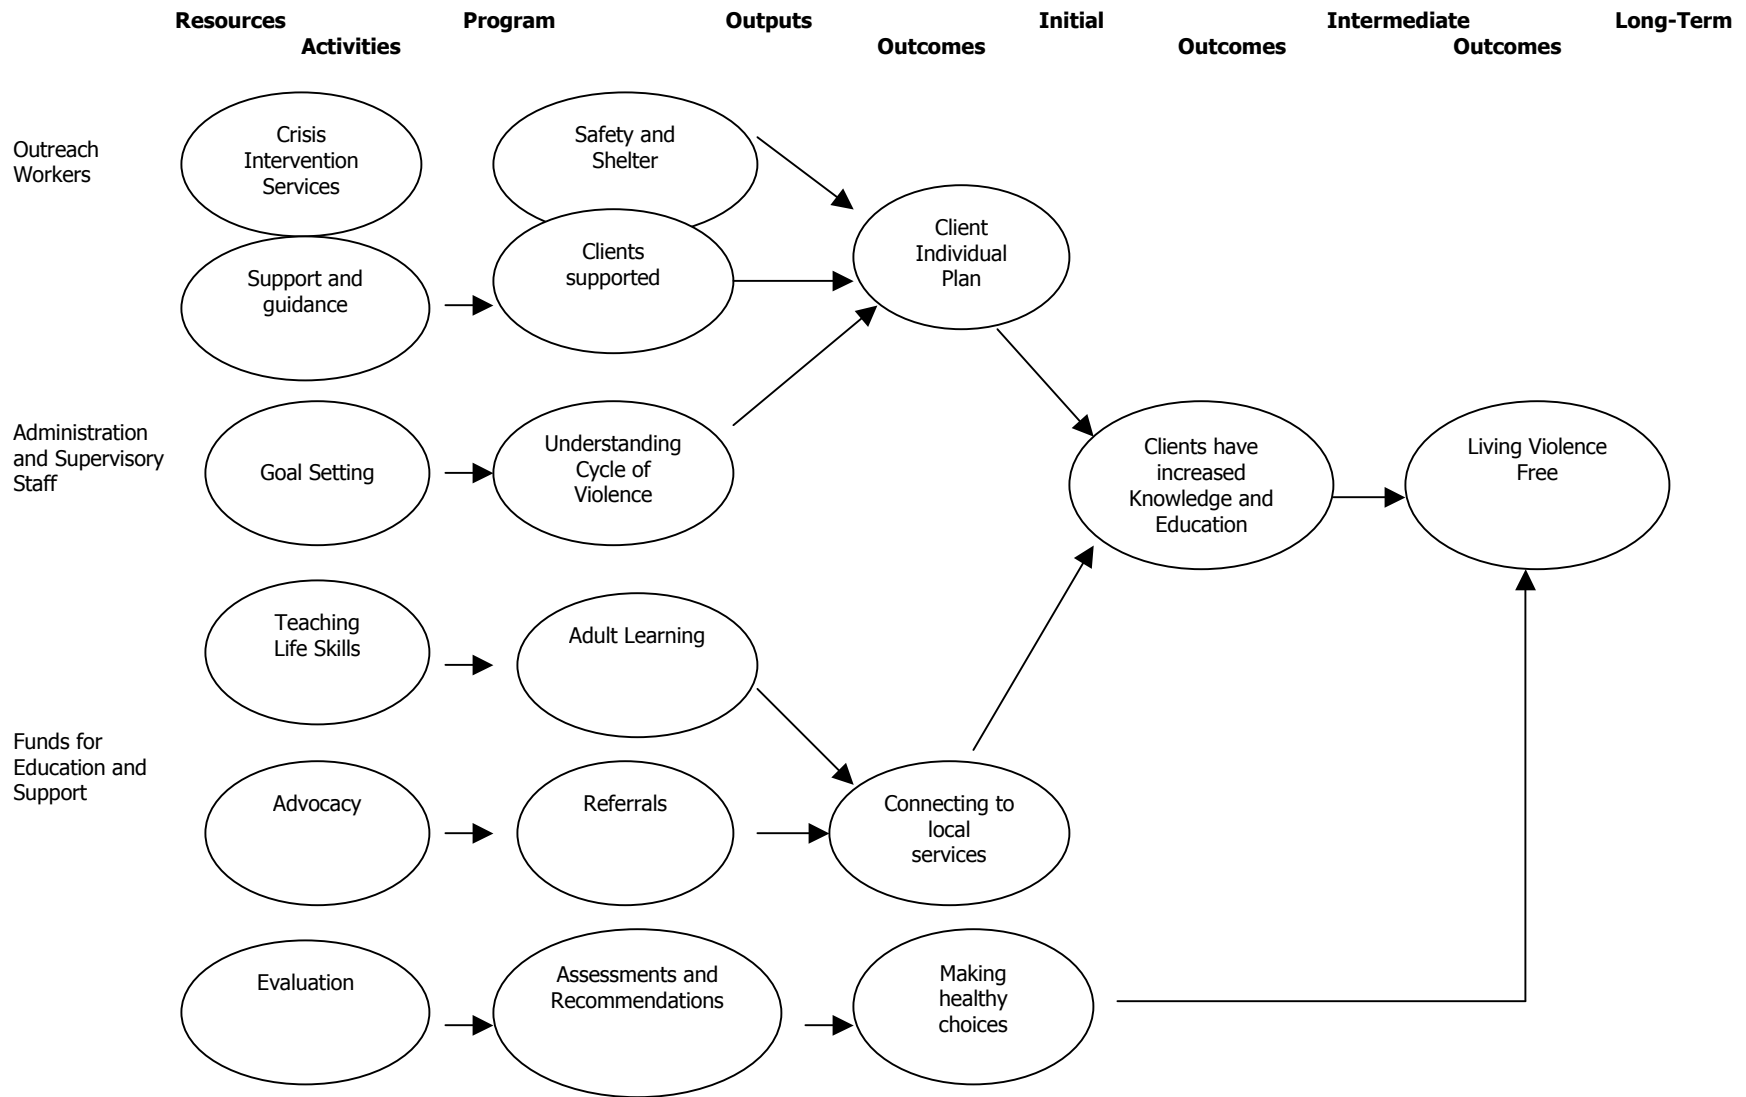 Resources Program Outputs Initial Intermediate Long-Term
Activities Outcomes Outcomes Outcomes
Outreach
Workers
Crisis
Intervention
Services
Safety and
Shelter
Support and
guidance
Clients
supported
Client
Individual
Plan
Administration
and Supervisory
Staff
Goal Setting
Understanding
Cycle of
Violence
Clients have
increased
Knowledge and
Education
Living Violence
Free
Teaching
Life Skills
Adult Learning
Funds for
Education and
Support
Advocacy
Referrals
Connecting to
local
services
Evaluation
Assessments and
Recommendations
Making
healthy
choices